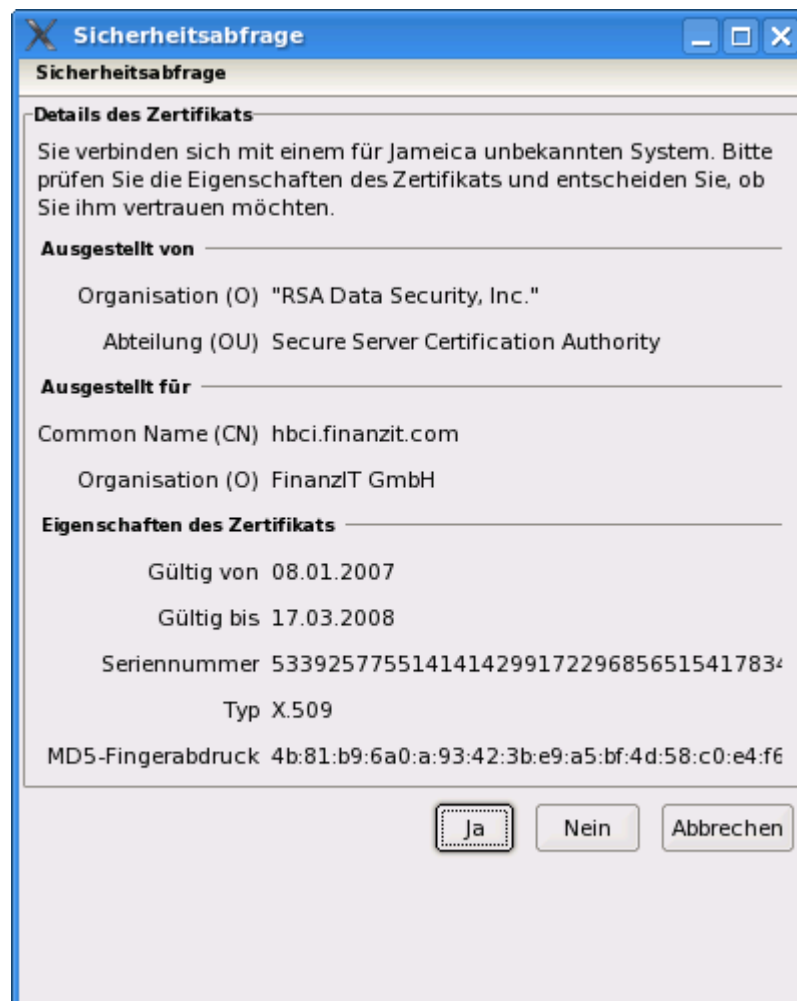 Sicherheitsabfrage
Sicherheitsabfrage
Details des Zertifikats
Sie verbinden sich mit einem für Jameica unbekannten System. Bitte
prüfen Sie die Eigenschaften des Zertifikats und entscheiden Sie, ob
Sie ihm vertrauen möchten.
Ausgestellt von
Organisation (O) "RSA Data Security, Inc."
Abteilung (OU) Secure Server Certification Authority
Ausgestellt für
Common Name (CN) hbci.finanzit.com
Organisation (O) FinanzIT GmbH
Eigenschaften des Zertifikats
Gültig von 08.01.2007
Gültig bis 17.03.2008
Seriennummer 5339257755141414299172296856515417834
Typ X.509
MD5-Fingerabdruck 4b:81:b9:6a0:a:93:42:3b:e9:a5:bf:4d:58:c0:e4:f6
Ja Nein Abbrechen